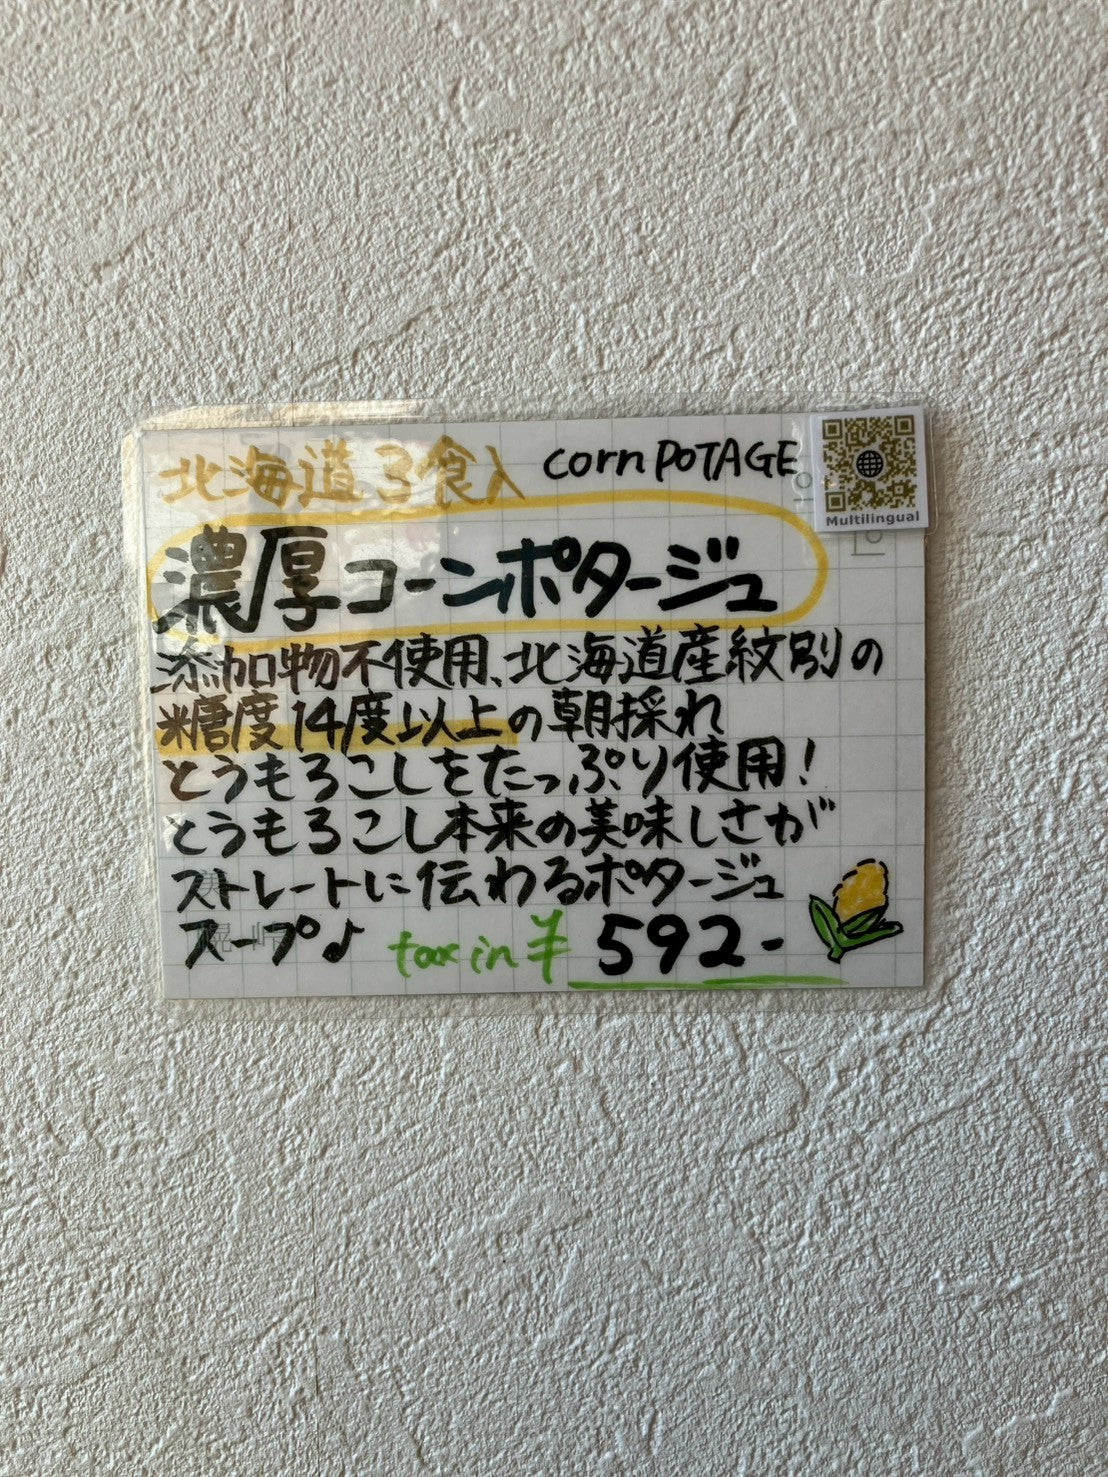 北海道 3食入 corn POTAGE
Multilingual
濃厚コーンポタージュ
添加物不使用、北海道産紋別の
糖度14度以上の朝採れ
とうもろこしをたっぷり使用!
とうもろこし本来の美味しさが
ストレートに伝わるポタージュ
スープ♪ tax in ¥ 592-